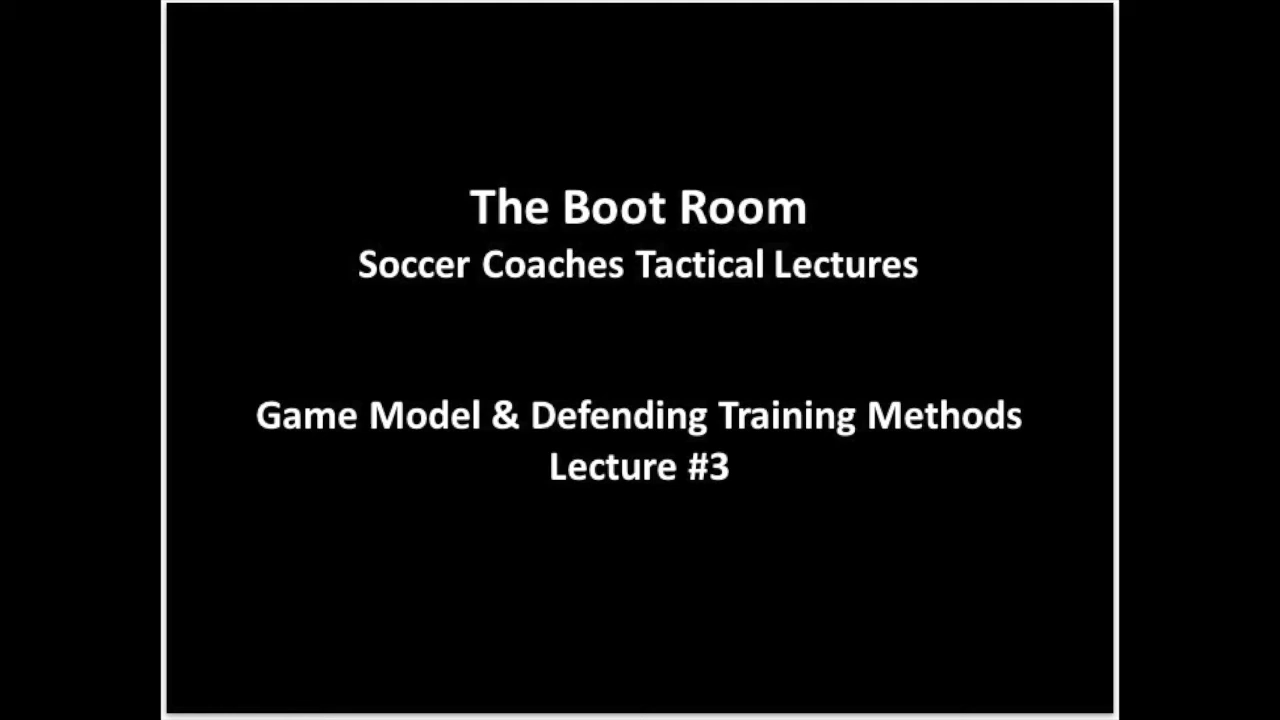 The Boot Room
Soccer Coaches Tactical Lectures
Game Model & Defending Training Methods
Lecture #3